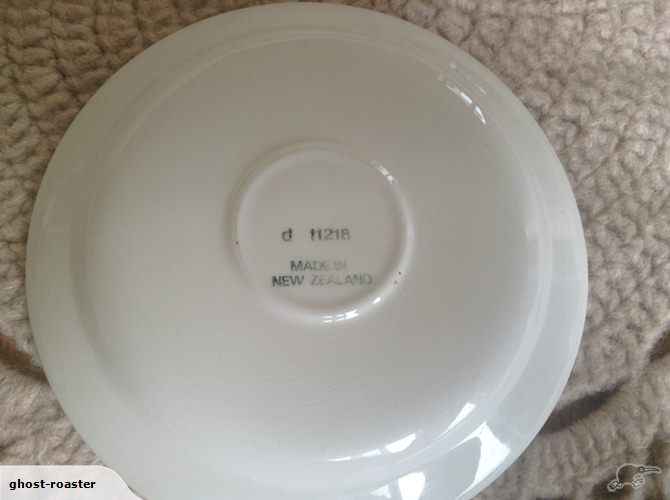 d 11218
MADE IN
NEW ZEALAND
ghost-roaster